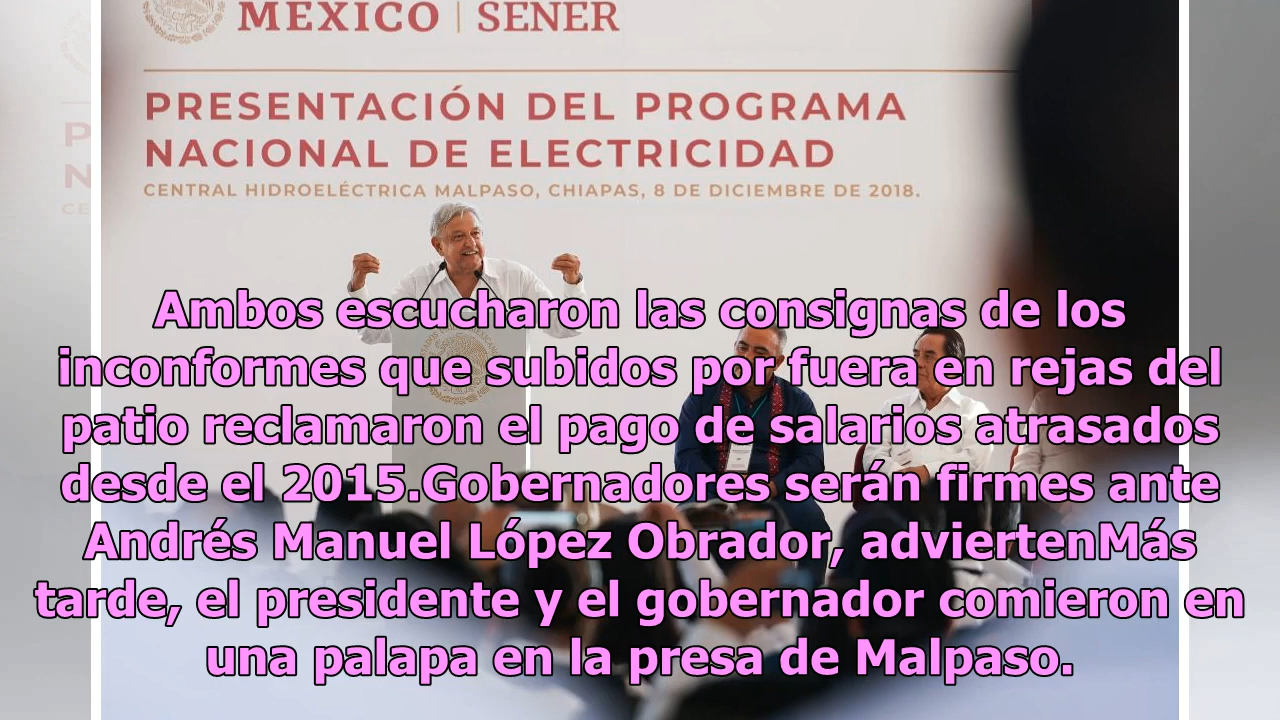 MÉXICO | SENER
PRESENTACIÓN DEL PROGRAMA
NACIONAL DE ELECTRICIDAD
CENTRAL HIDROELÉCTRICA MALPASO, CHIAPAS, 8 DE DICIEMBRE DE 2018.
Ambos escucharon las consignas de los
inconformes que subidos por fuera en rejas del
patio reclamaron el pago de salarios atrasados
desde el 2015.Gobernadores serán firmes ante
Andrés Manuel López Obrador, adviertenMás
tarde, el presidente y el gobernador comieron en
una palapa en la presa de Malpaso.